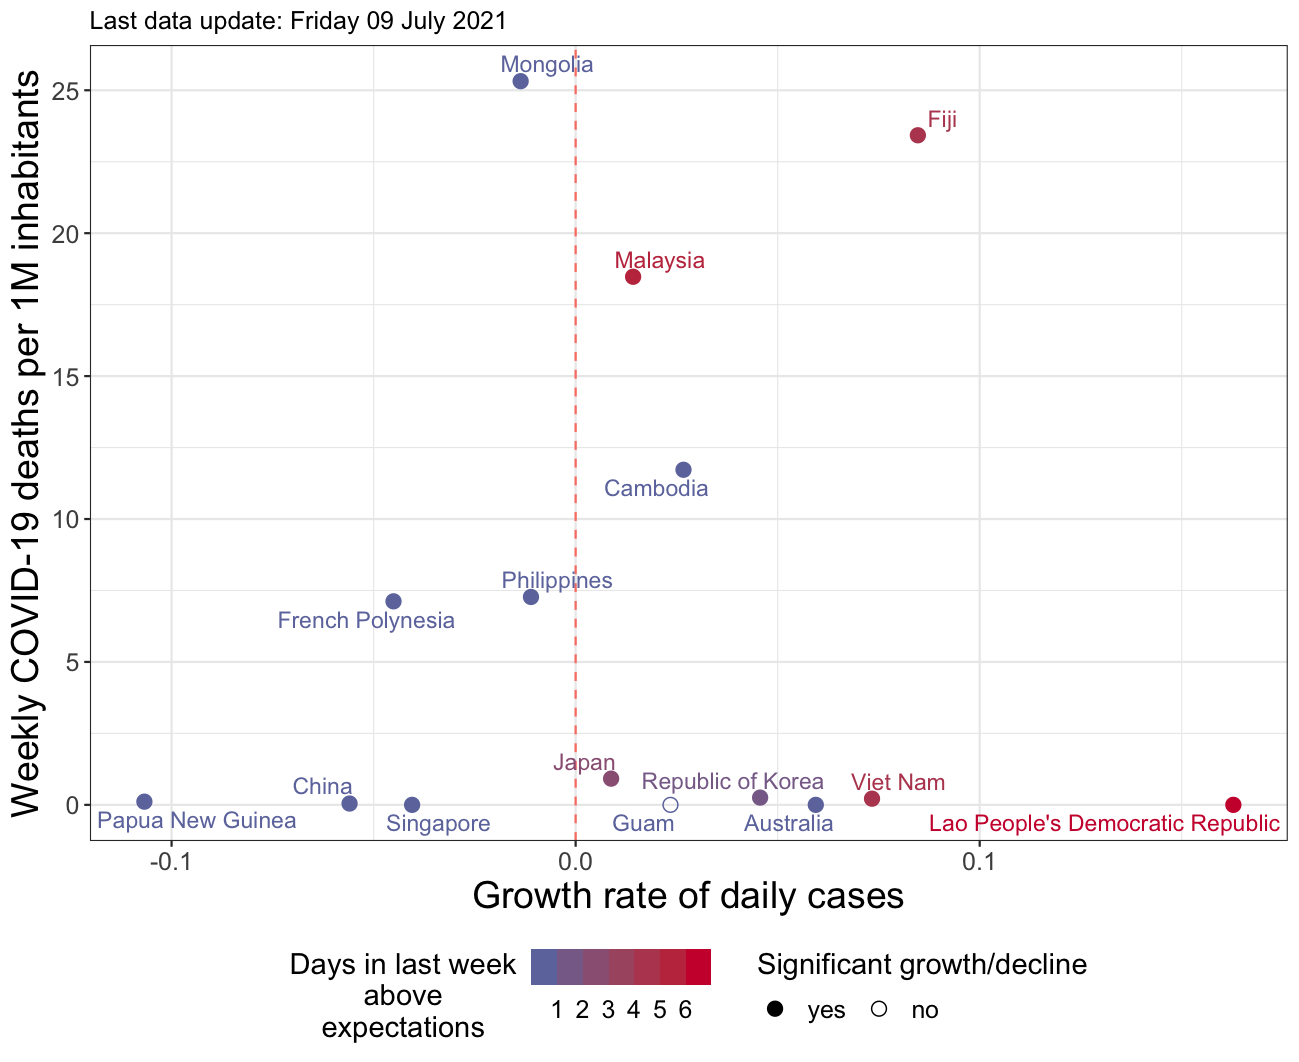 Last data update: Friday 09 July 2021
Weekly COVID-19 deaths per 1M inhabitants
25
20
15
10
5
0
Mongolia
Fiji
Malaysia
Cambodia
Philippines
French Polynesia
Japan
Republic of Korea
Viet Nam
China
Papua New Guinea
Singapore
Guam
Australia
Lao People's Democratic Republic
-0.1
0.0
0.1
Growth rate of daily cases
Days in last week
above
expectations
1 2 3 4 5 6
Significant growth/decline
yes
no